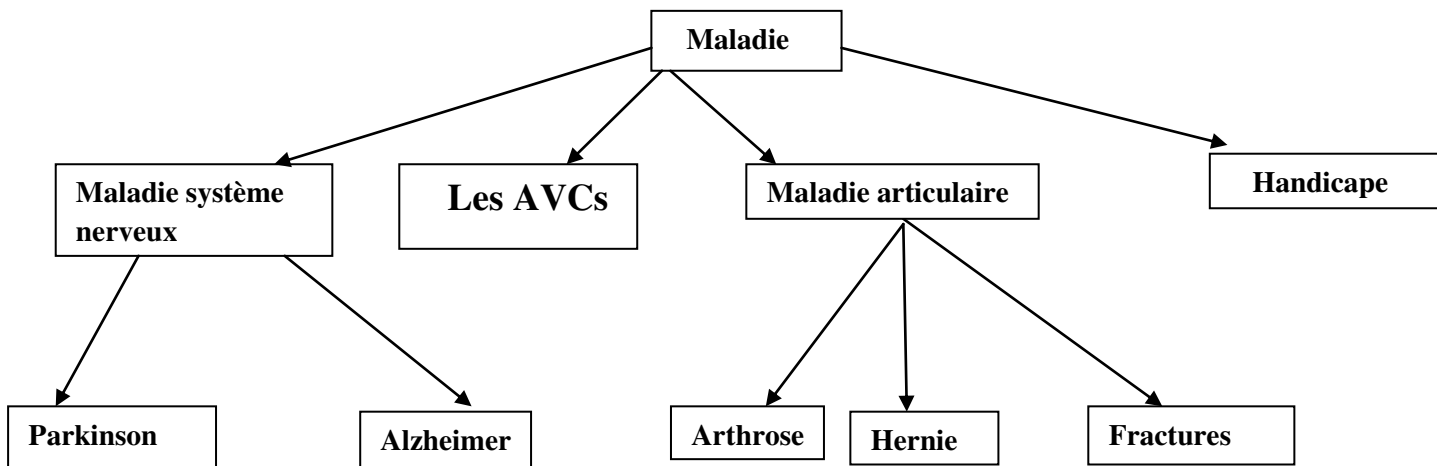 Maladie
Maladie système
nerveux
Les AVCs
Maladie articulaire
Handicape
Parkinson
Alzheimer
Arthrose
Hernie
Fractures